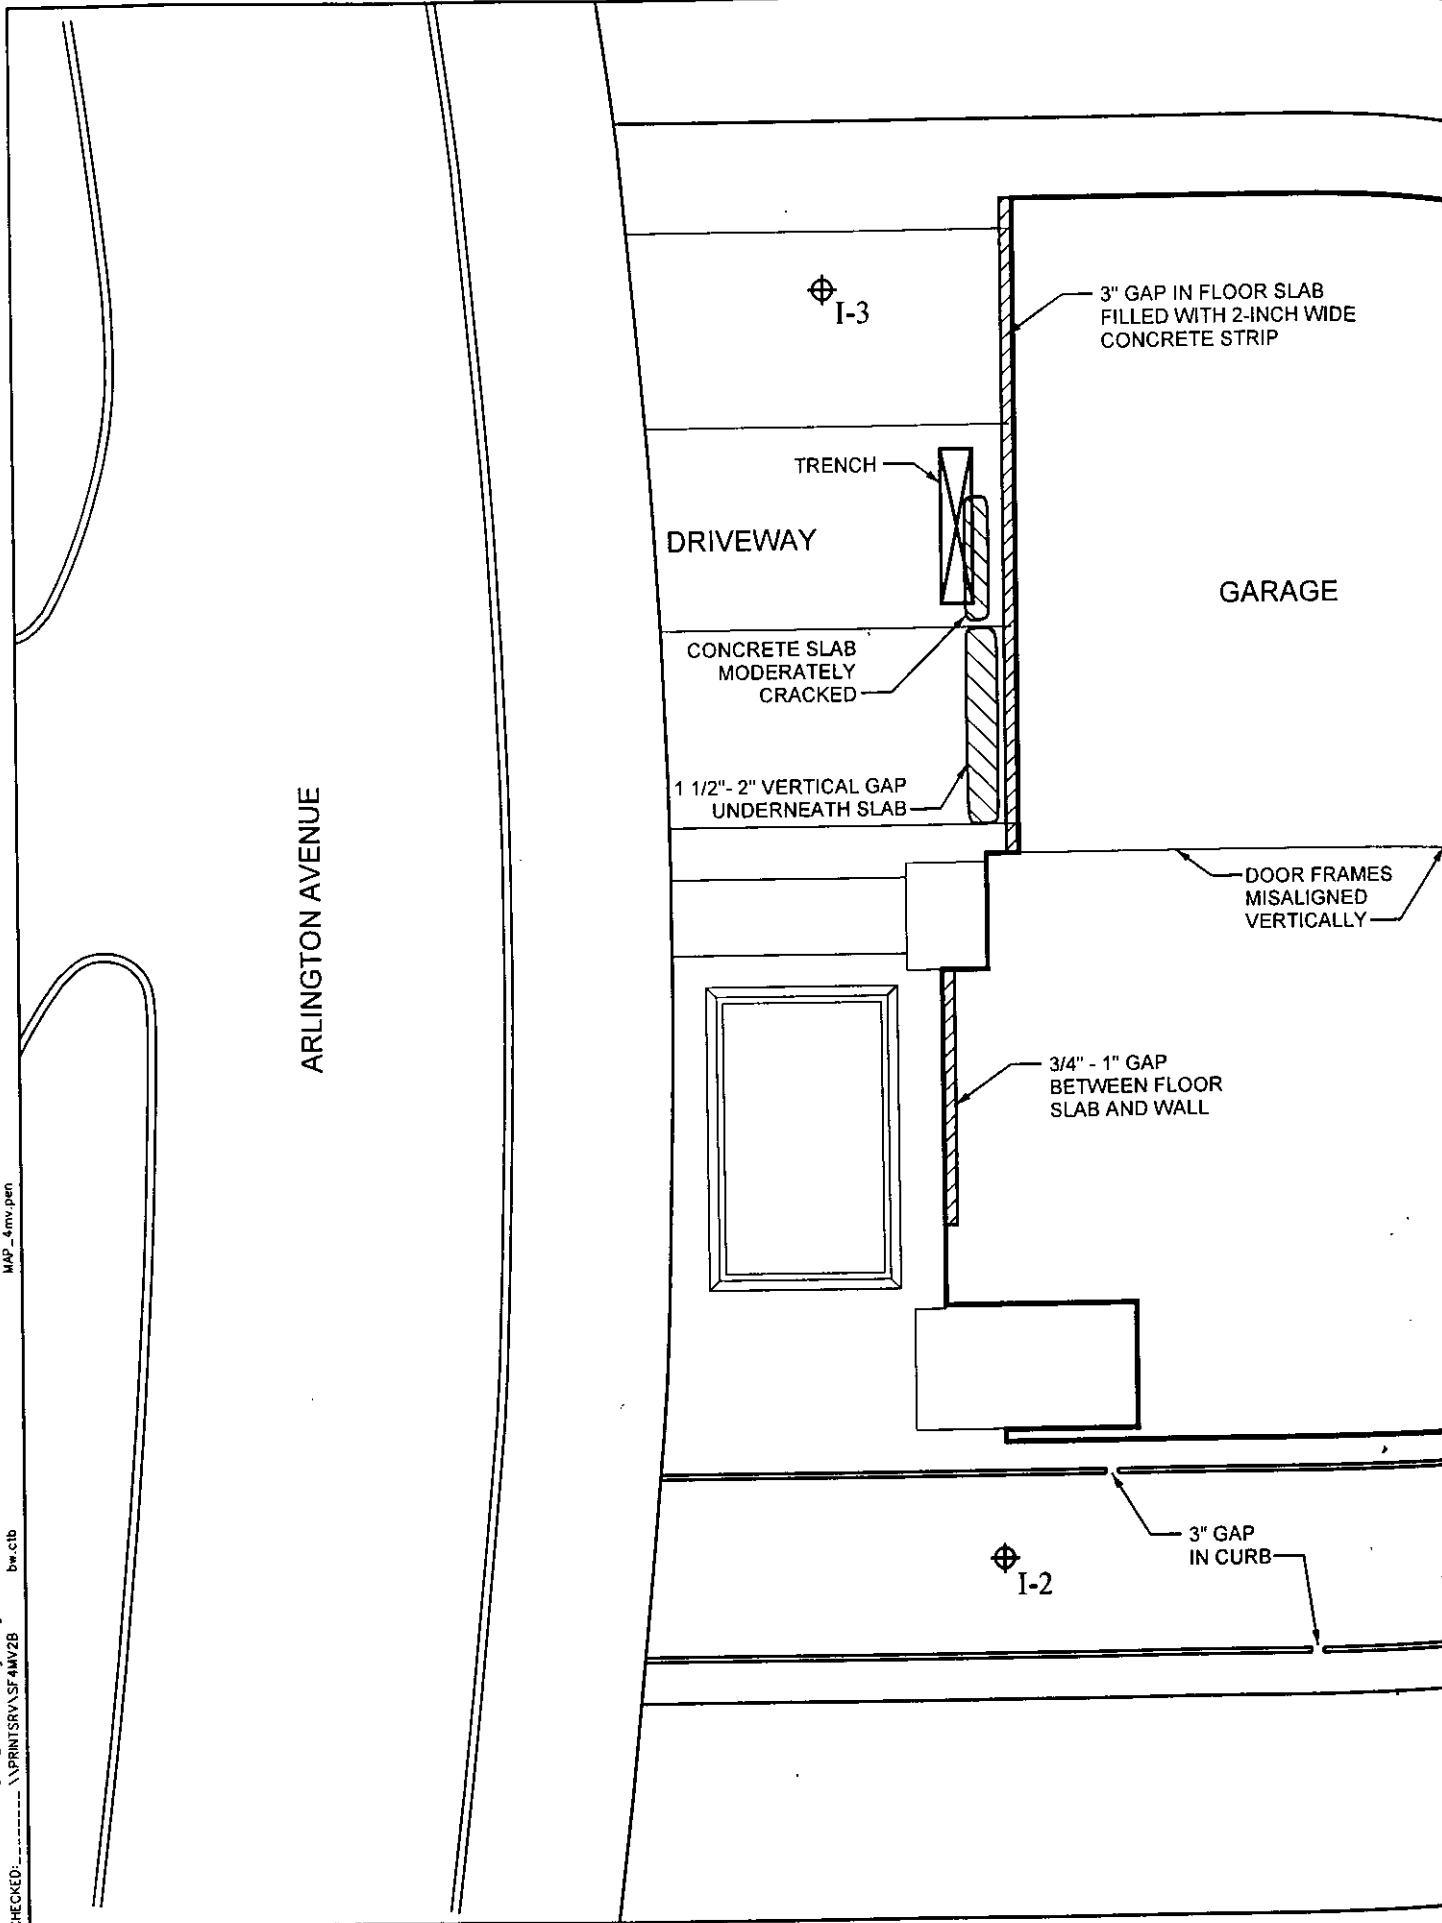 3" GAP IN FLOOR SLAB
FILLED WITH 2-INCH WIDE
CONCRETE STRIP
I-3
TRENCH
DRIVEWAY
GARAGE
CONCRETE SLAB
MODERATELY
CRACKED
1 1/2"- 2" VERTICAL GAP
UNDERNEATH SLAB
ARLINGTON AVENUE
DOOR FRAMES
MISALIGNED
VERTICALLY
3/4" - 1" GAP
BETWEEN FLOOR
SLAB AND WALL
3" GAP
IN CURB
I-2
MAP_4mv.pen
bw.ctb
\\PRINTSRV\SF4MV2B
HECKED: